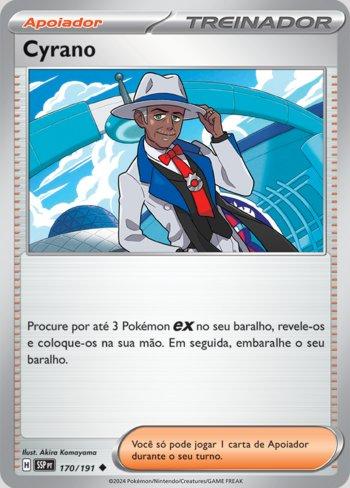 Apoiador
TREINADOR
Cyrano
Procure por até 3 Pokémon ex no seu baralho, revele-os
e coloque-os na sua mão. Em seguida, embaralhe o seu
baralho.
Ilust. Akira Komayama
H SSP PT 170/191
Você só pode jogar 1 carta de Apoiador
durante o seu turno.
©2024 Pokémon/Nintendo/Creatures/GAME FREAK